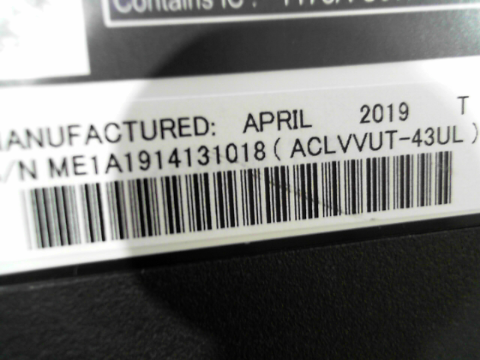 Contains IC :
MANUFACTURED: APRIL 2019 T
/N ME1A1914131018 ( ACLVVUT-43UL )